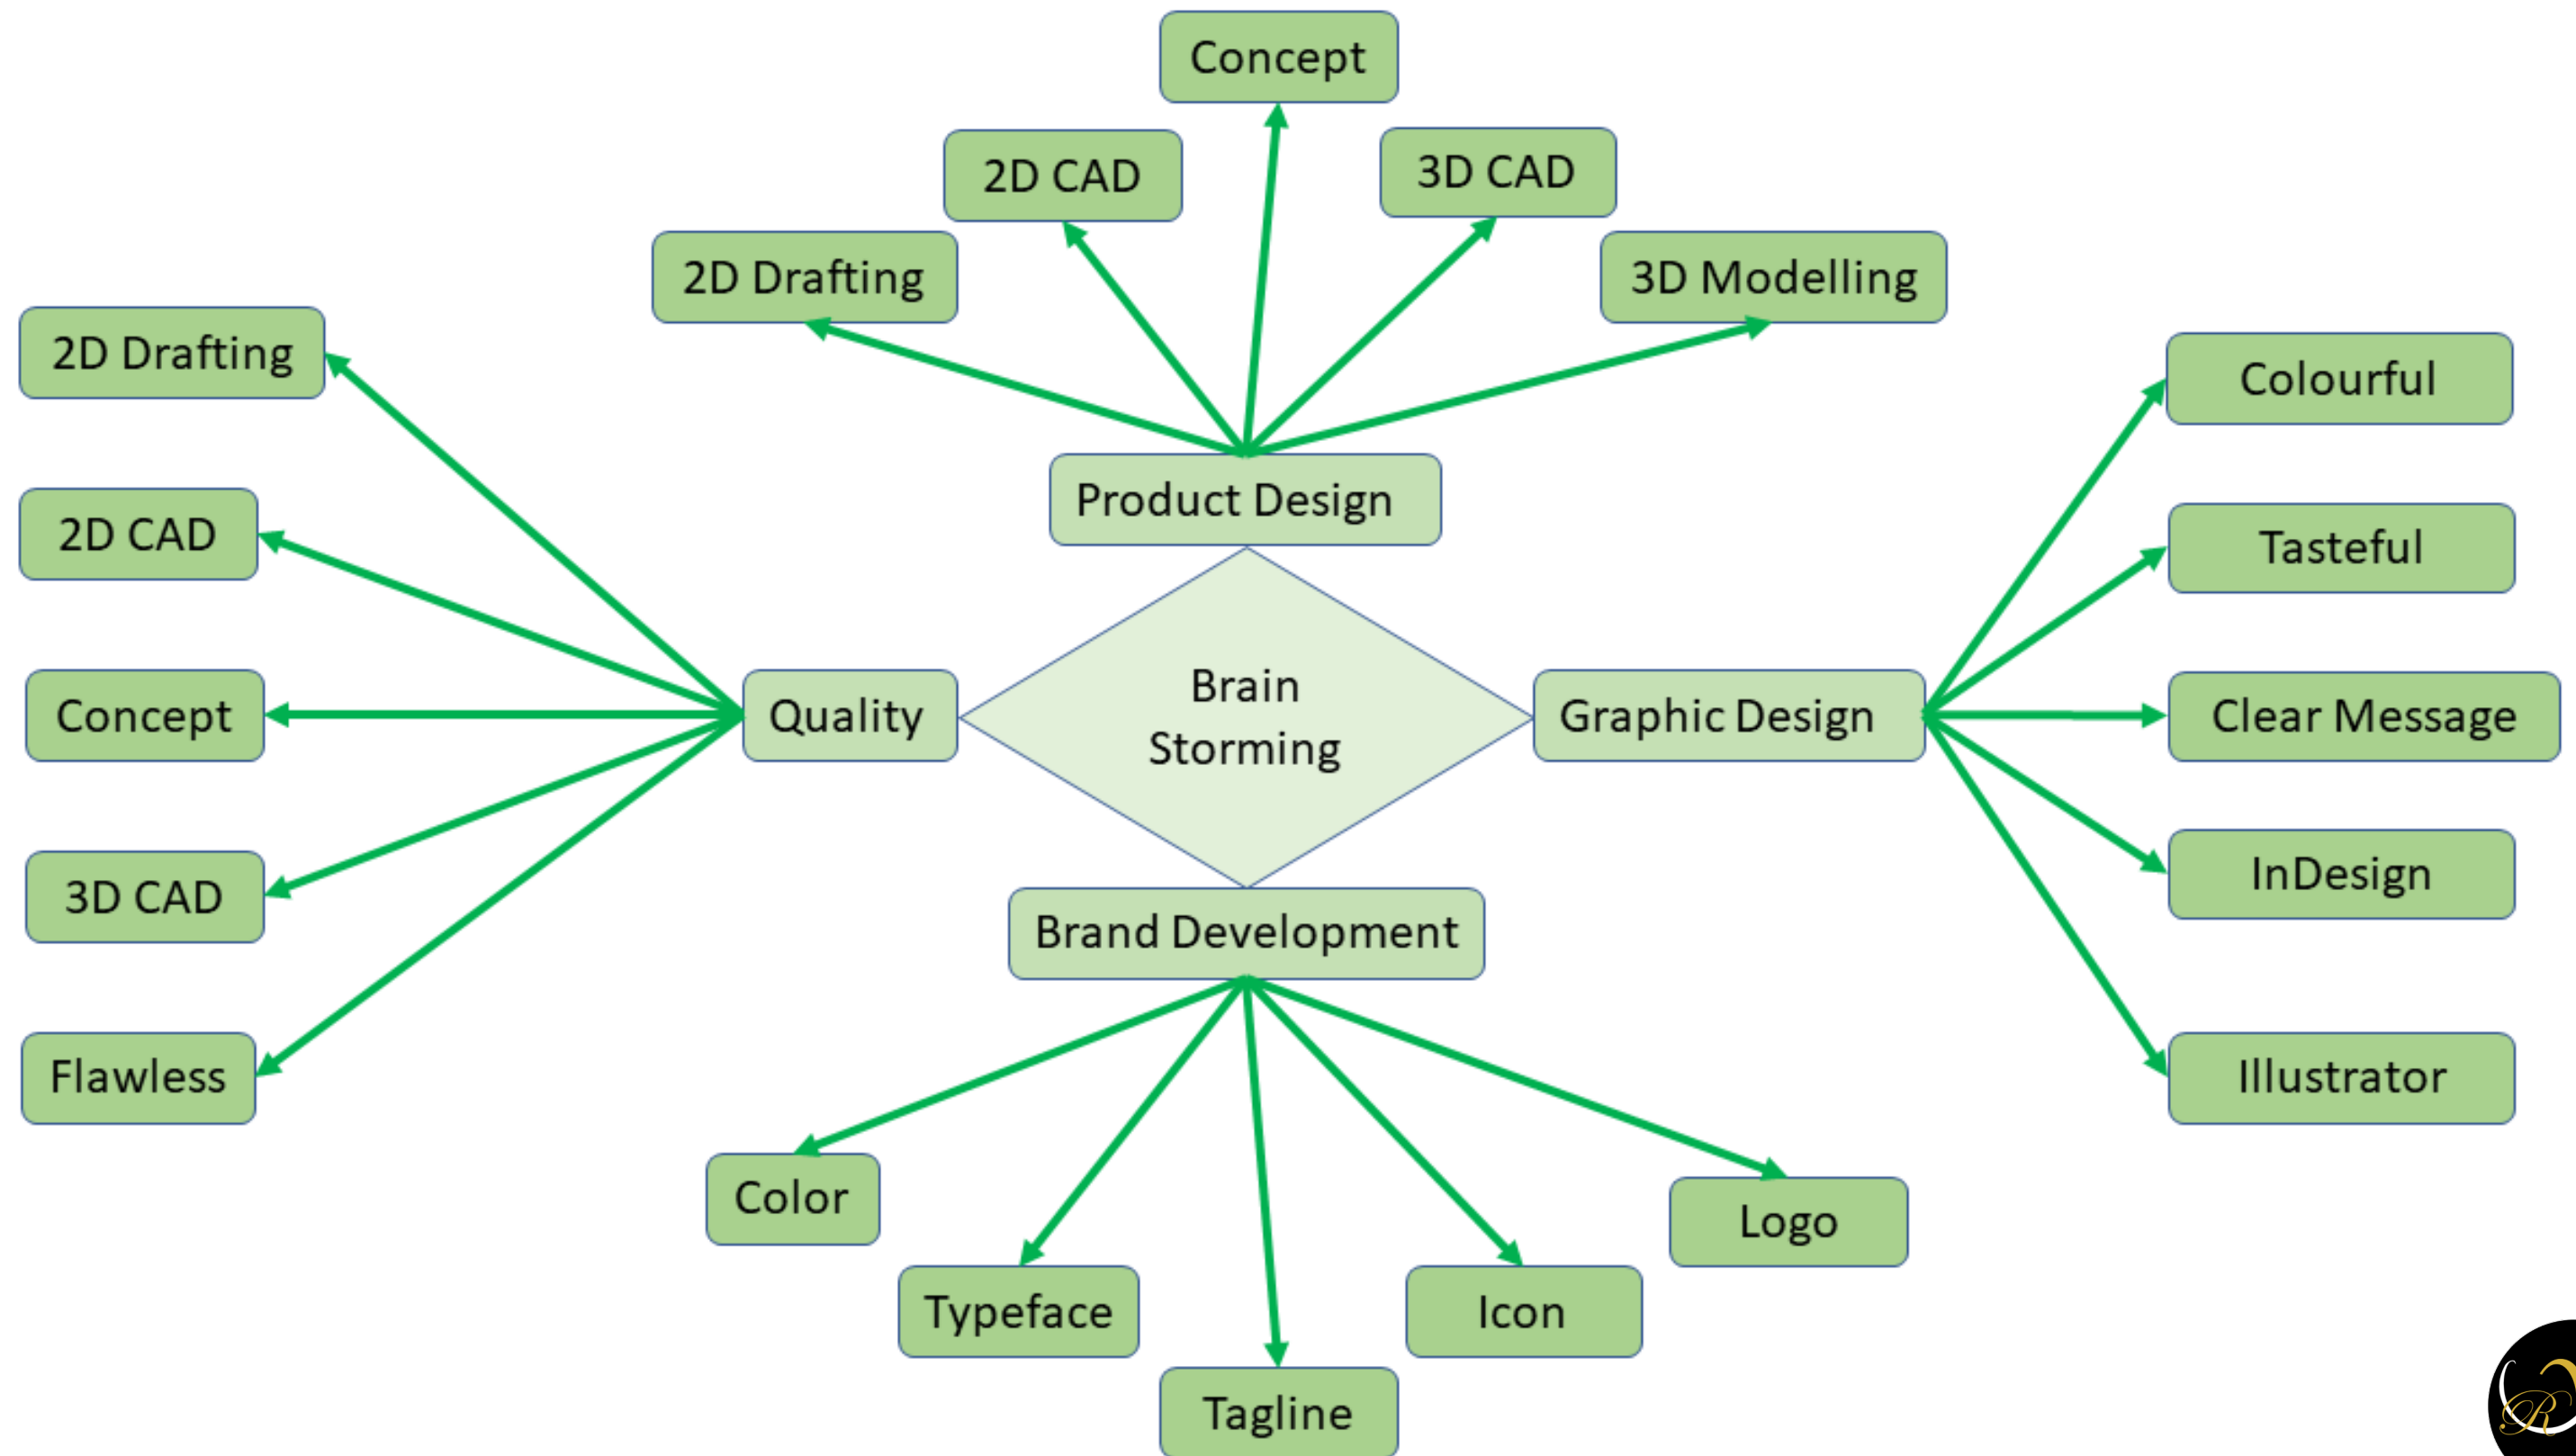 Concept
2D CAD
3D CAD
2D Drafting
3D Modelling
2D Drafting
Colourful
2D CAD
Product Design
Tasteful
Concept
Quality
Brain
Storming
Graphic Design
Clear Message
3D CAD
Brand Development
InDesign
Flawless
Illustrator
Color
Logo
Typeface
Icon
Tagline
R